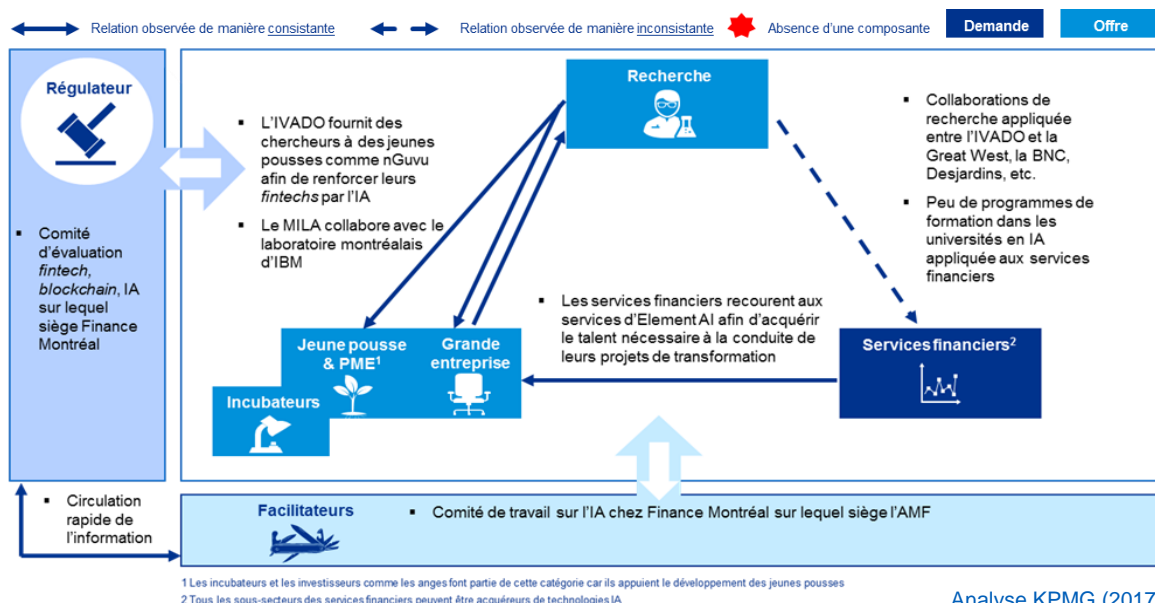 Relation observée de manière consistante
Relation observée de manière inconsistante
Absence d'une composante
Demande
Offre
Régulateur
▪ Comité
d'évaluation
fintech,
blockchain, IA
sur lequel
siège Finance
Montréal
Recherche
▪ L'IVADO fournit des
chercheurs à des jeunes
pousses comme nGuvu
afin de renforcer leurs
fintechs par l'IA
▪ Le MILA collabore avec le
laboratoire montréalais
d'IBM
▪ Collaborations de
recherche appliquée
entre l'IVADO et la
Great West, la BNC,
Desjardins, etc.
▪ Peu de programmes de
formation dans les
universités en IA
appliquée aux services
financiers
▪ Les services financiers recourent aux
services d'Element AI afin d'acquérir
le talent nécessaire à la conduite de
leurs projets de transformation
Jeune pousse
& PME¹
Grande
entreprise
Incubateurs
Services financiers²
▪ Circulation
rapide de
l'information
Facilitateurs
▪ Comité de travail sur l'IA chez Finance Montréal sur lequel siège l'AMF
1 Les incubateurs et les investisseurs comme les anges font partie de cette catégorie car ils appuient le développement des jeunes pousses
2 Tous les sous-secteurs des services financiers peuvent être acquéreurs de technologies IA
Analyse KPMG (2017